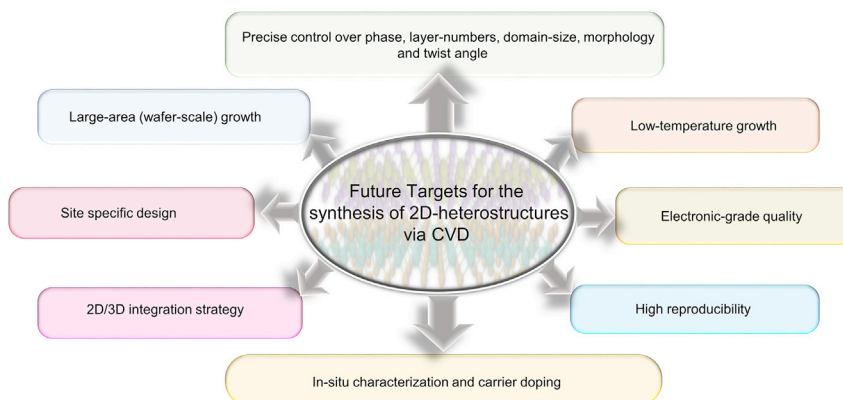 Precise control over phase, layer-numbers, domain-size, morphology
and twist angle
Large-area (wafer-scale) growth
Low-temperature growth
Future Targets for the
synthesis of 2D-heterostructures
via CVD
Site specific design
Electronic-grade quality
2D/3D integration strategy
High reproducibility
In-situ characterization and carrier doping